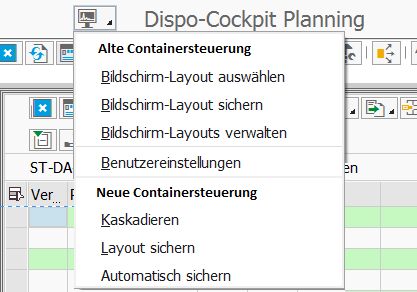 Dispo-Cockpit Planning
Alte Containersteuerung
Bildschirm-Layout auswählen
Bildschirm-Layout sichern
Bildschirm-Layouts verwalten
Benutzereinstellungen
ST-DA
en
Neue Containersteuerung
Ver...
Kaskadieren
Layout sichern
Automatisch sichern